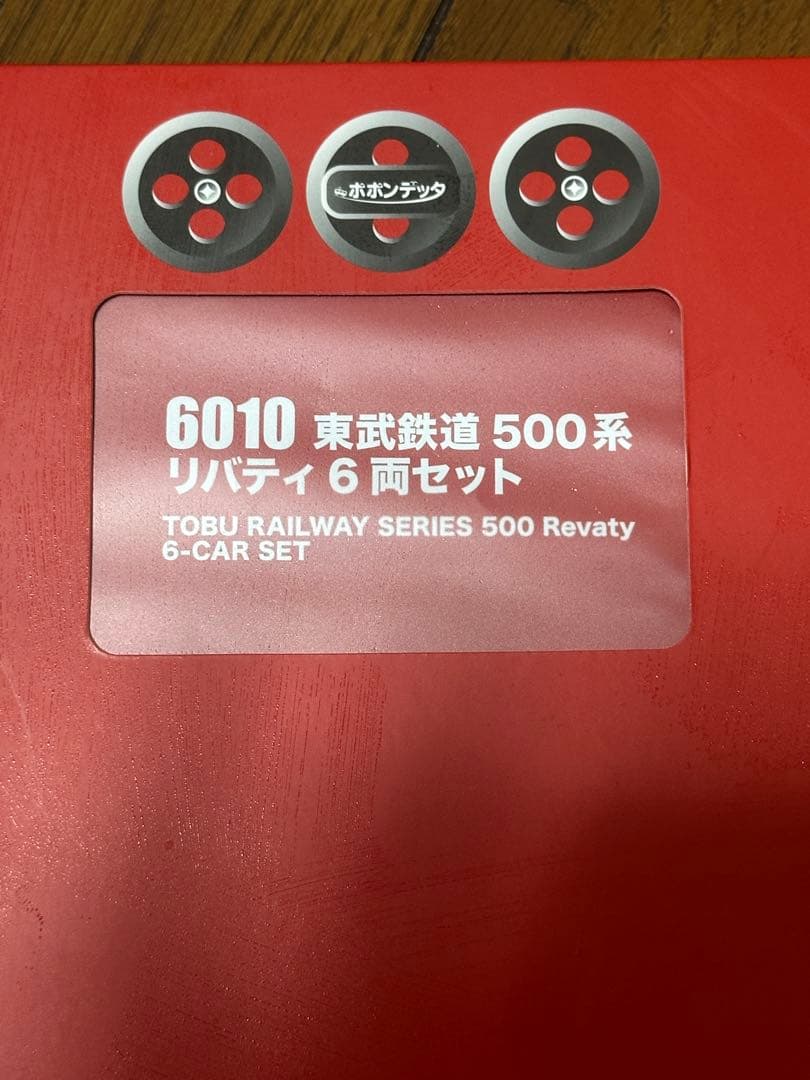 ポポンデッタ
6010 東武鉄道 500系
リバティ 6 両セット
TOBU RAILWAY SERIES 500 Revaty
6-CAR SET